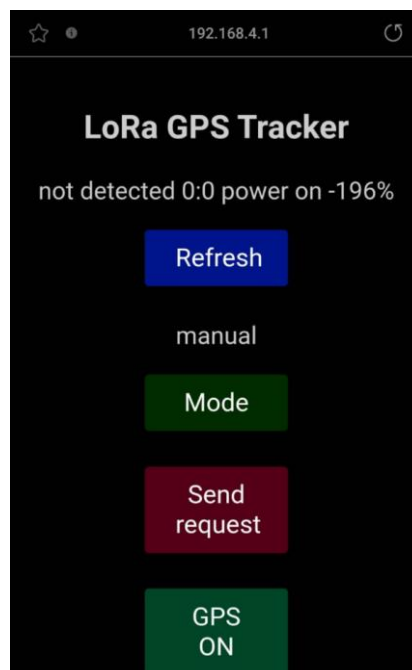 192.168.4.1
LoRa GPS Tracker
not detected 0:0 power on -196%
Refresh
manual
Mode
Send
request
GPS
ON